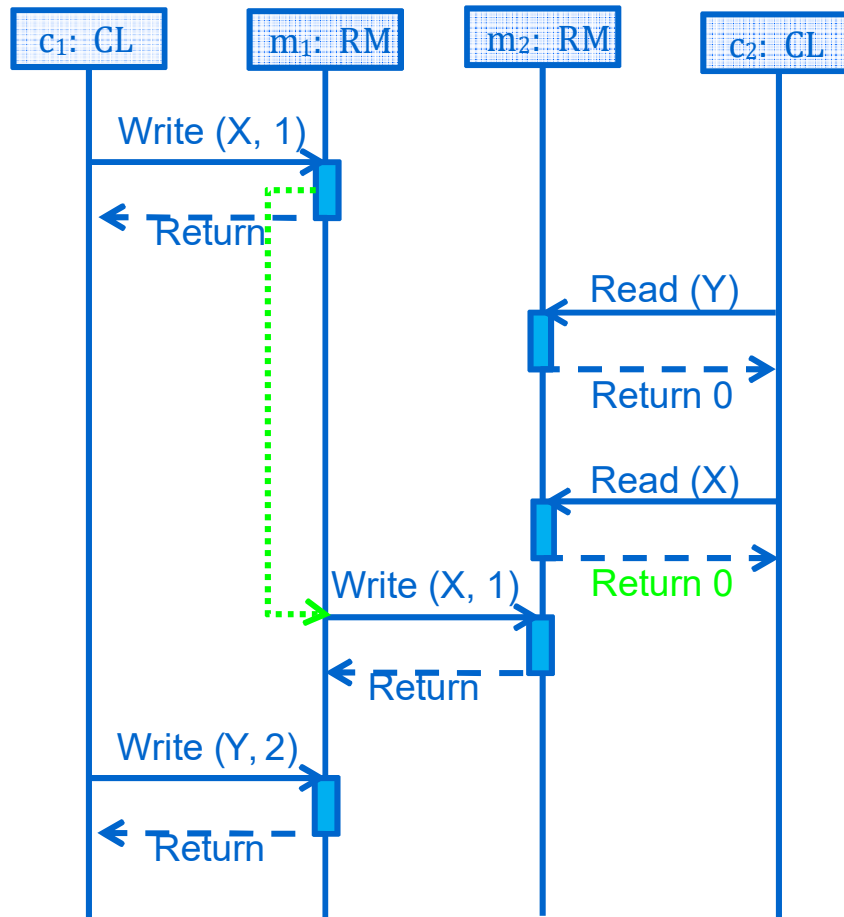 c₁: CL
m₁: RM
m₂: RM
c₂: CL
Write (X, 1)
Return
Read (Y)
Return 0
Read (X)
Return 0
Write (X, 1)
Return
Write (Y, 2)
Return